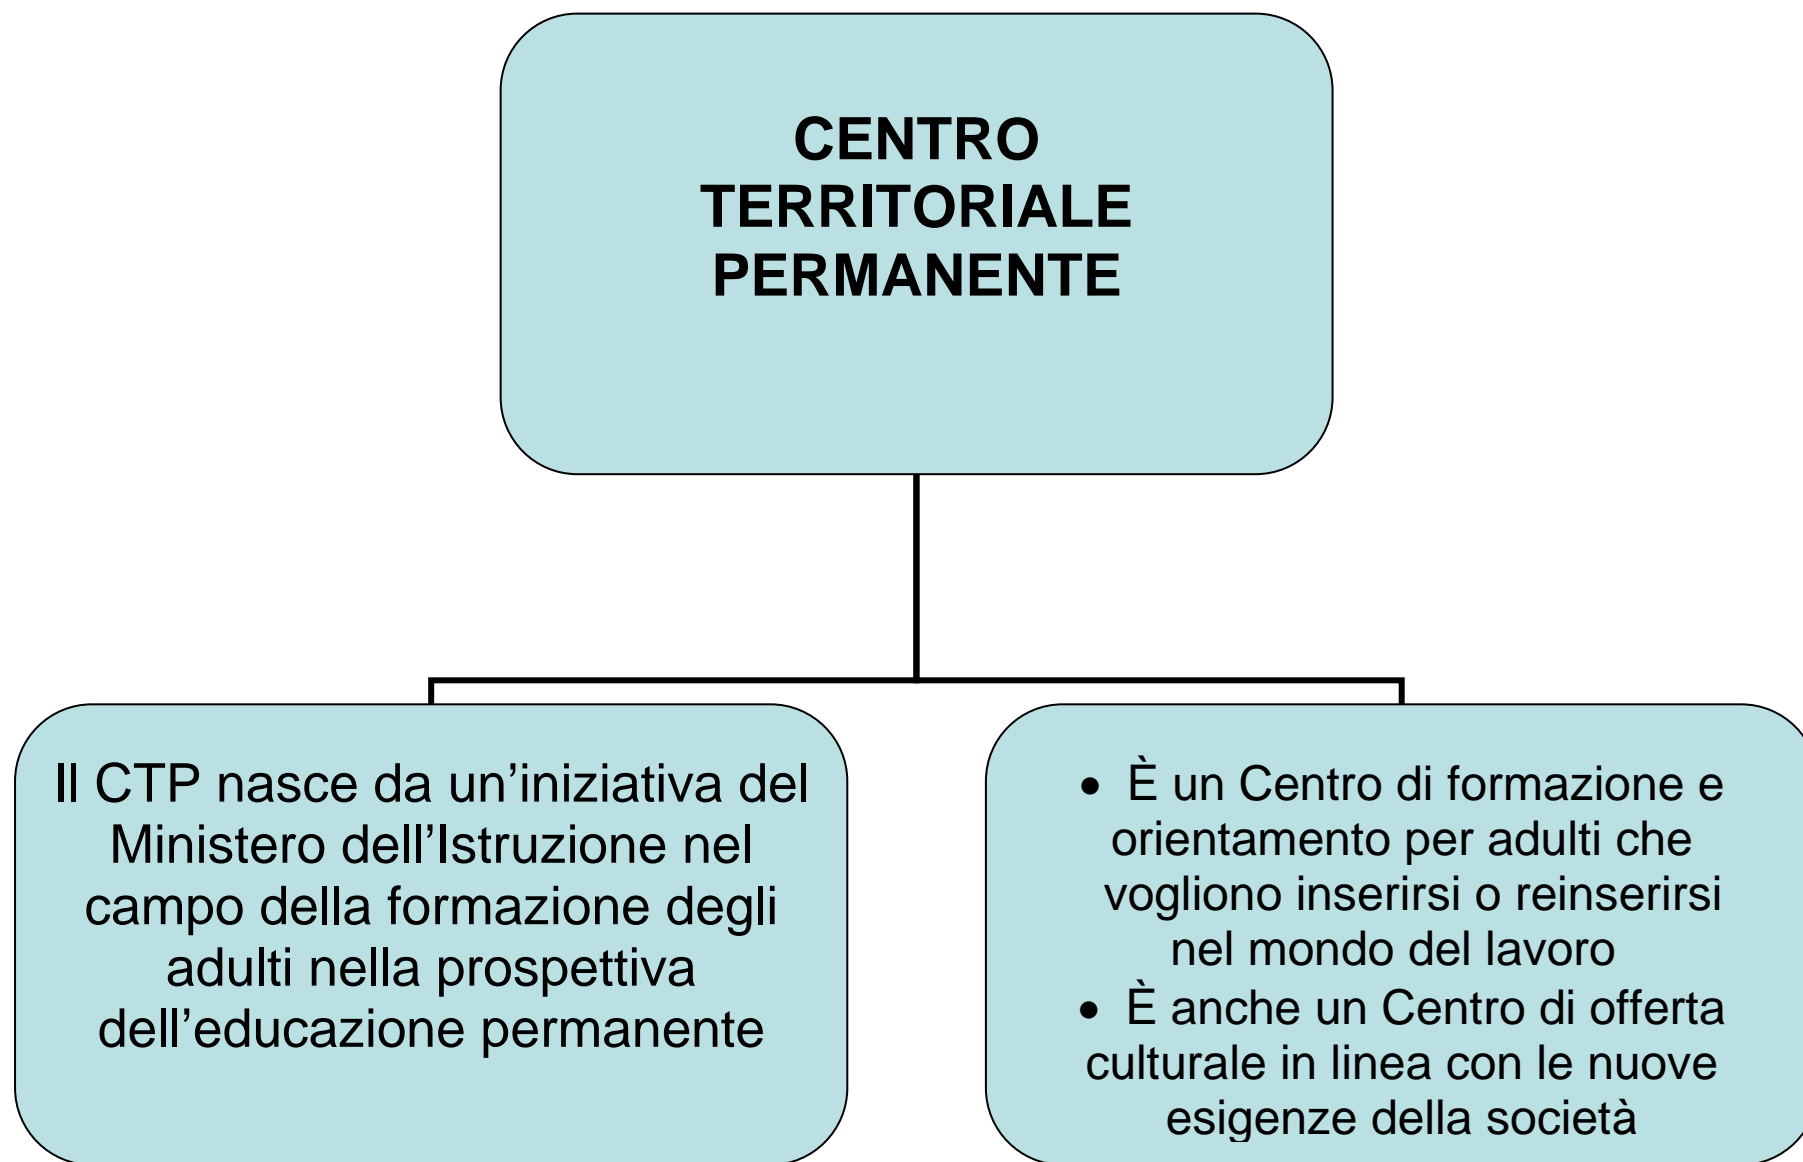 CENTRO
TERRITORIALE
PERMANENTE
Il CTP nasce da un’iniziativa del
Ministero dell’Istruzione nel
campo della formazione degli
adulti nella prospettiva
dell’educazione permanente
• È un Centro di formazione e
orientamento per adulti che
vogliono inserirsi o reinserirsi
nel mondo del lavoro
• È anche un Centro di offerta
culturale in linea con le nuove
esigenze della società